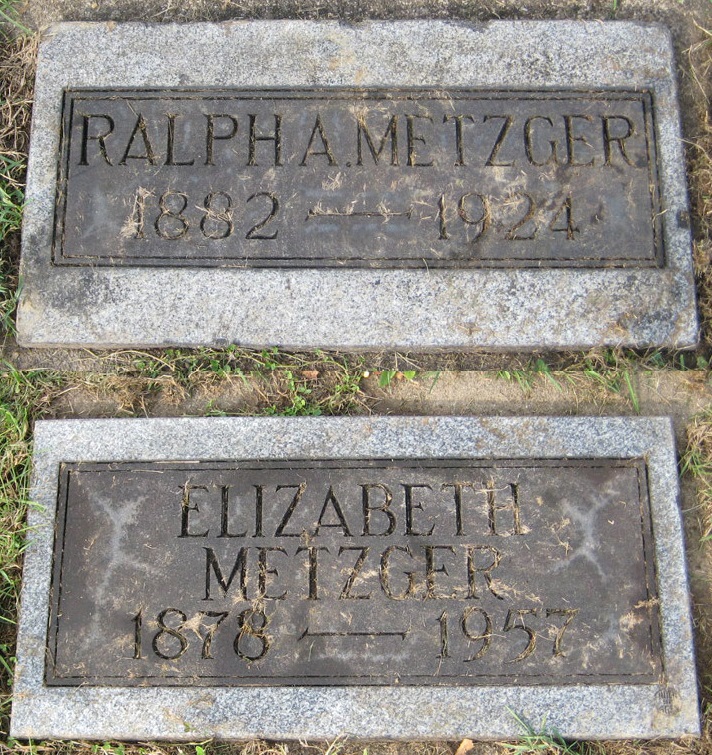 RALPH A. METZGER
1882 — 1924
ELIZABETH
METZGER
1878 — 1957